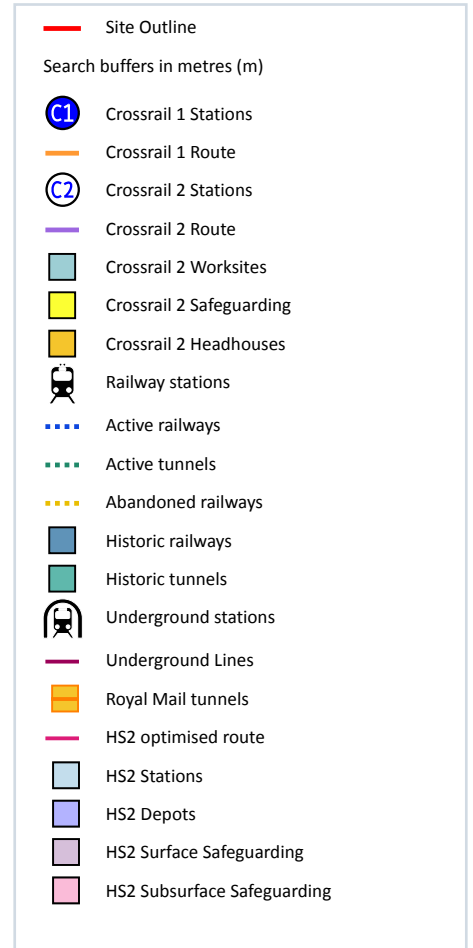 Site Outline
Search buffers in metres (m)
C1 Crossrail 1 Stations
Crossrail 1 Route
C2 Crossrail 2 Stations
Crossrail 2 Route
Crossrail 2 Worksites
Crossrail 2 Safeguarding
Crossrail 2 Headhouses
Railway stations
Active railways
Active tunnels
Abandoned railways
Historic railways
Historic tunnels
Underground stations
Underground Lines
Royal Mail tunnels
HS2 optimised route
HS2 Stations
HS2 Depots
HS2 Surface Safeguarding
HS2 Subsurface Safeguarding